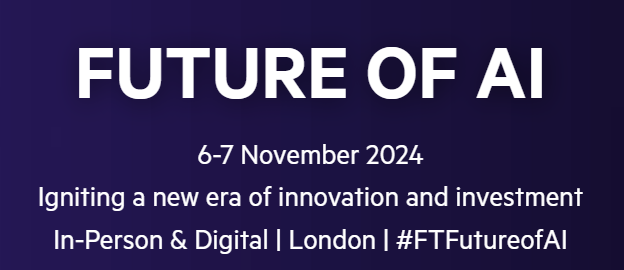 FUTURE OF AI
6-7 November 2024
Igniting a new era of innovation and investment
In-Person & Digital | London | #FTFutureofAI